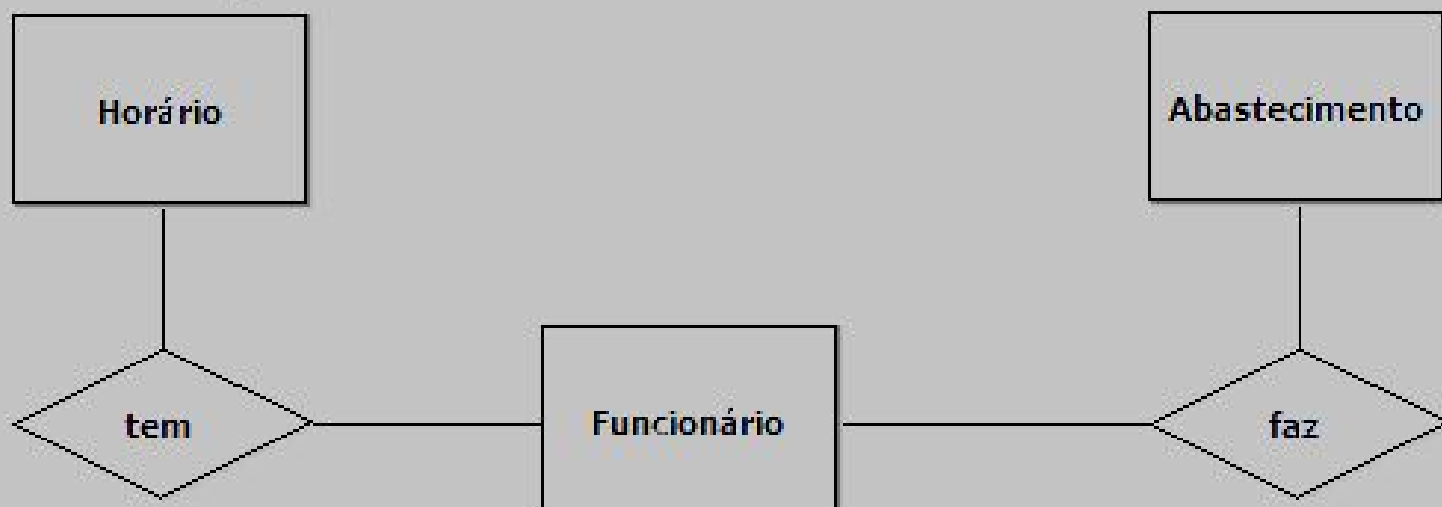 Horário
Abastecimento
tem
Funcionário
faz